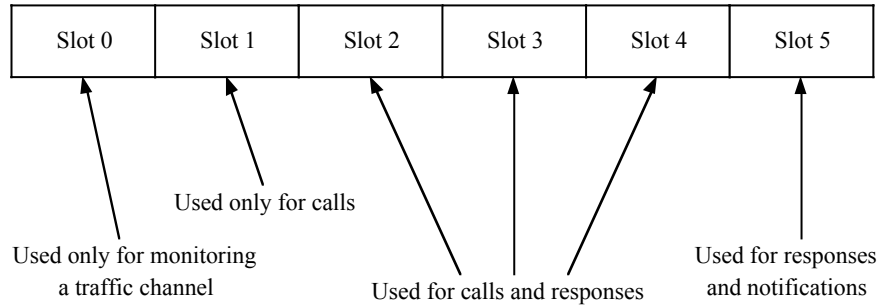 Slot 0
Slot 1
Slot 2
Slot 3
Slot 4
Slot 5
Used only for calls
Used only for monitoring
a traffic channel
Used for calls and responses
Used for responses
and notifications